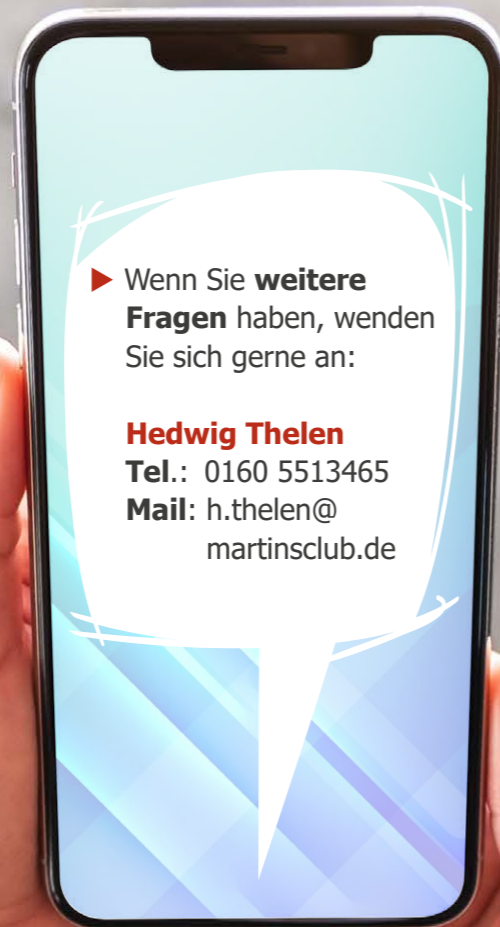 ▶ Wenn Sie weitere
Fragen haben, wenden
Sie sich gerne an:
Hedwig Thelen
Tel.: 0160 5513465
Mail: h.thelen@
martinsclub.de